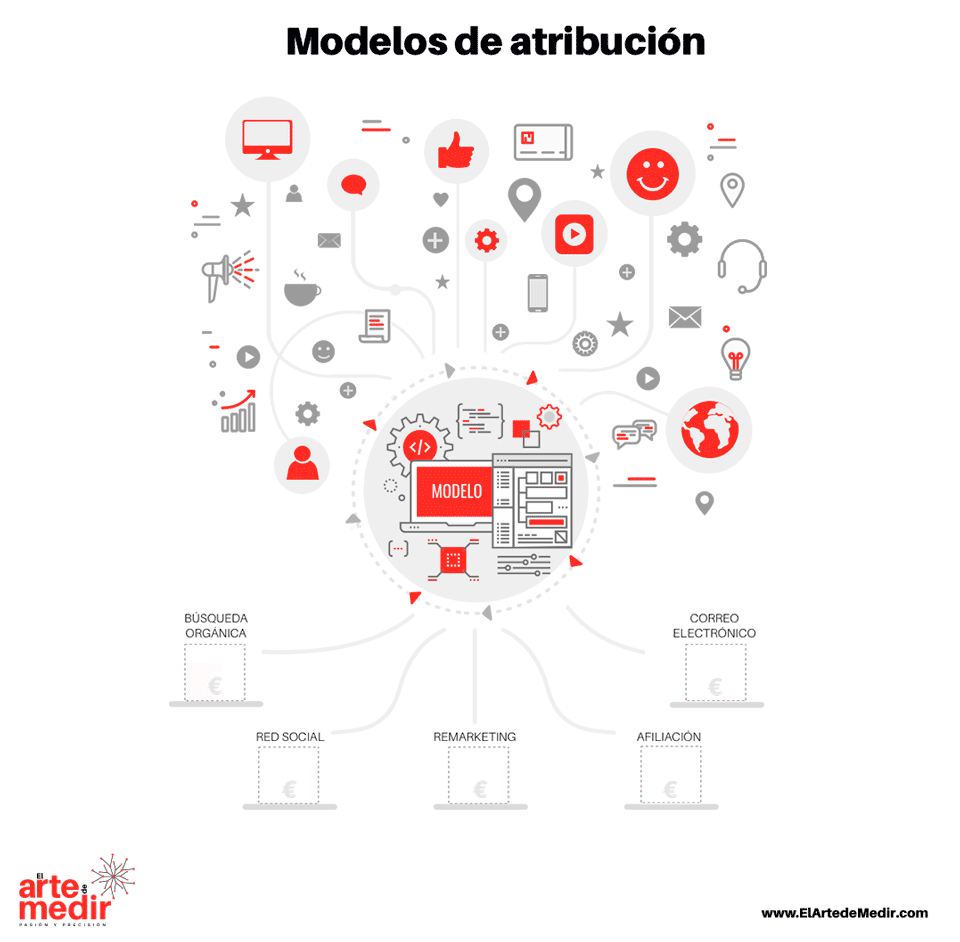 Modelos de atribución
MODELO
BÚSQUEDA
ORGÁNICA
€
CORREO
ELECTRÓNICO
€
RED SOCIAL
€
REMARKETING
€
AFILIACIÓN
€
El
arte
de
medir
PASIÓN Y PRECISIÓN
www.ElArtedeMedir.com